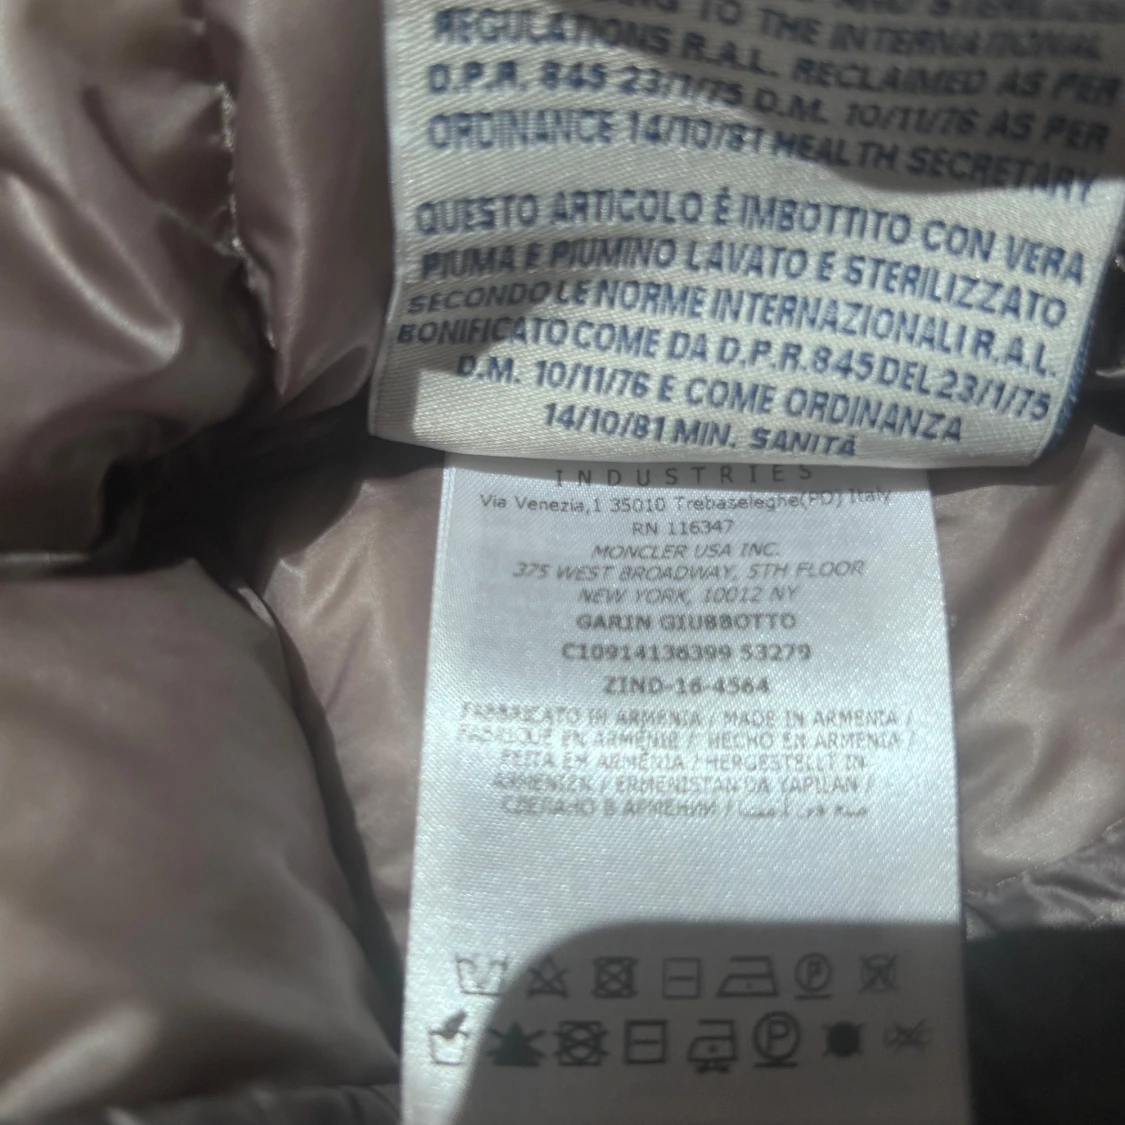 TO THE INTERNATIONAL
REGULATIONS R.A.L. RECLAIMED AS PER
D.P.R. 845 23/1/75 D.M. 10/11/76 AS PER
ORDINANCE 14/10/81 HEALTH SECRETARY
QUESTO ARTICOLO È IMBOTTITO CON VERA
PIUMA E PIUMINO LAVATO E STERILIZZATO
SECONDO LE NORME INTERNAZIONALI R.A.L.
BONIFICATO COME DA D.P.R.845 DEL 23/1/75
D.M. 10/11/76 E COME ORDINANZA
14/10/81 MIN. SANITÀ
INDUSTRIES
Via Venezia,1 35010 Trebaseleghe(PD) Italy
RN 116347
MONCLER USA INC.
375 WEST BROADWAY, 5TH FLOOR
NEW YORK, 10012 NY
GARIN GIUBBOTTO
C10914136399 53279
ZIND-16-4564
FABBRICATO IN ARMENIA / MADE IN ARMENIA /
FABRIQUÉ EN ARMÉNIE / HECHO EN ARMENIA /
FEITA EM ARMÉNIA / HERGESTELLT IN
ARMENIEN / ERMENISTAN'DA YAPILAN /
СДЕЛАНО В АРМЕНИИ /
P
P